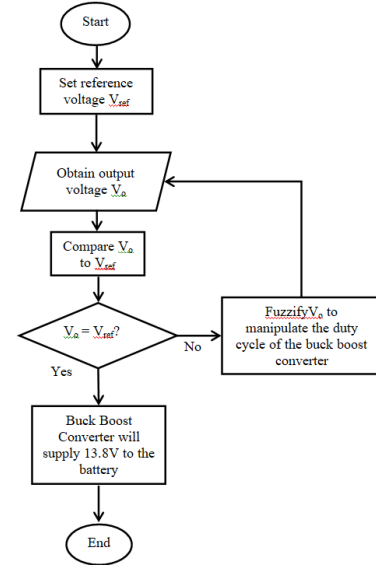 Start
Set reference
voltage Vref
Obtain output
voltage Vo
Compare Vo
to Vref
Vo = Vref?
No
Yes
FuzzifyVo to
manipulate the duty
cycle of the buck boost
converter
Buck Boost
Converter will
supply 13.8V to the
battery
End